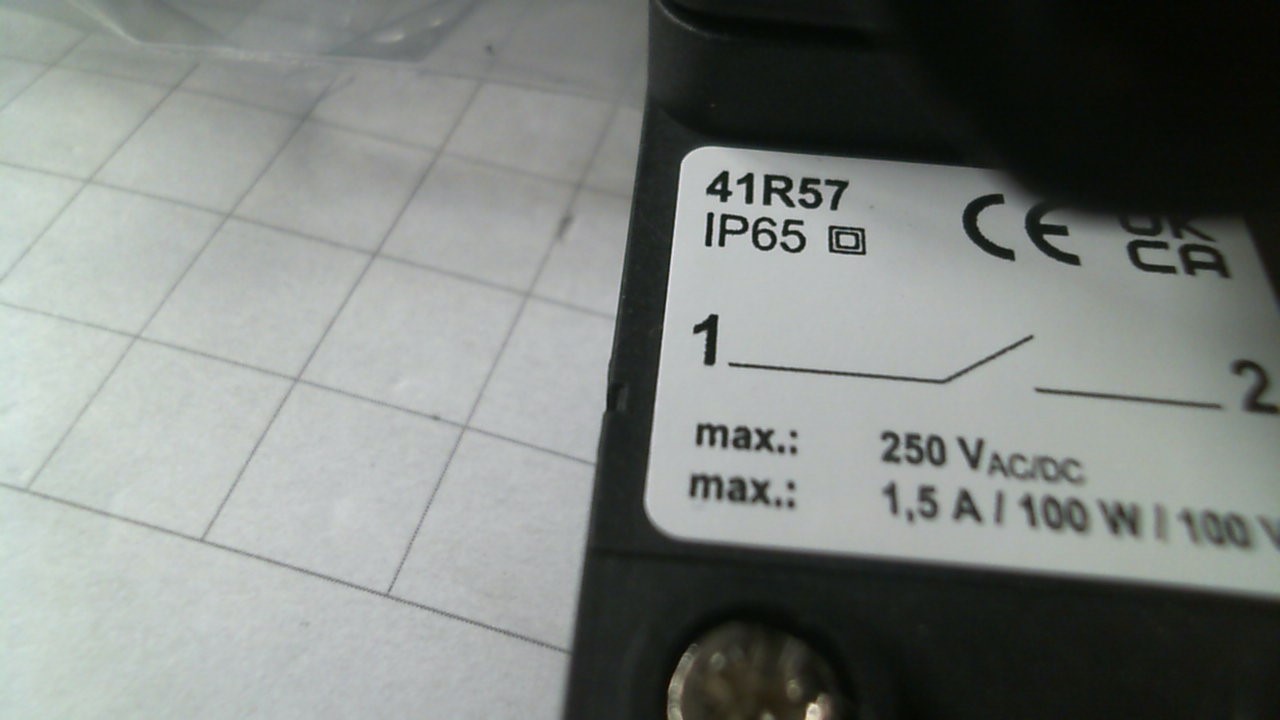 41R57
IP65
CE
UK
CA
1
2
max.: 250 VAC/DC
max.: 1,5 A / 100 W / 100